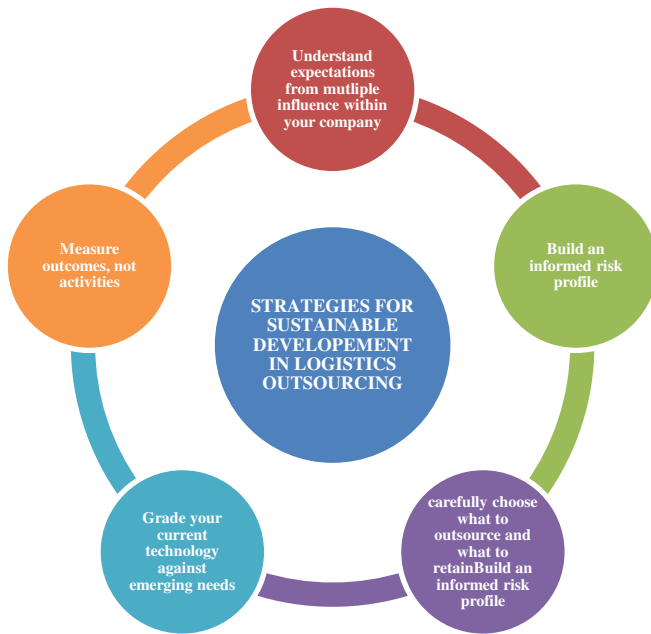 Understand
expectations
from mutliple
influence within
your company
Build an
informed risk
profile
carefully choose
what to
outsource and
what to
retainBuild an
informed risk
profile
Grade your
current
technology
against
emerging needs
Measure
outcomes, not
activities
STRATEGIES FOR
SUSTAINABLE
DEVELOPEMENT
IN LOGISTICS
OUTSOURCING